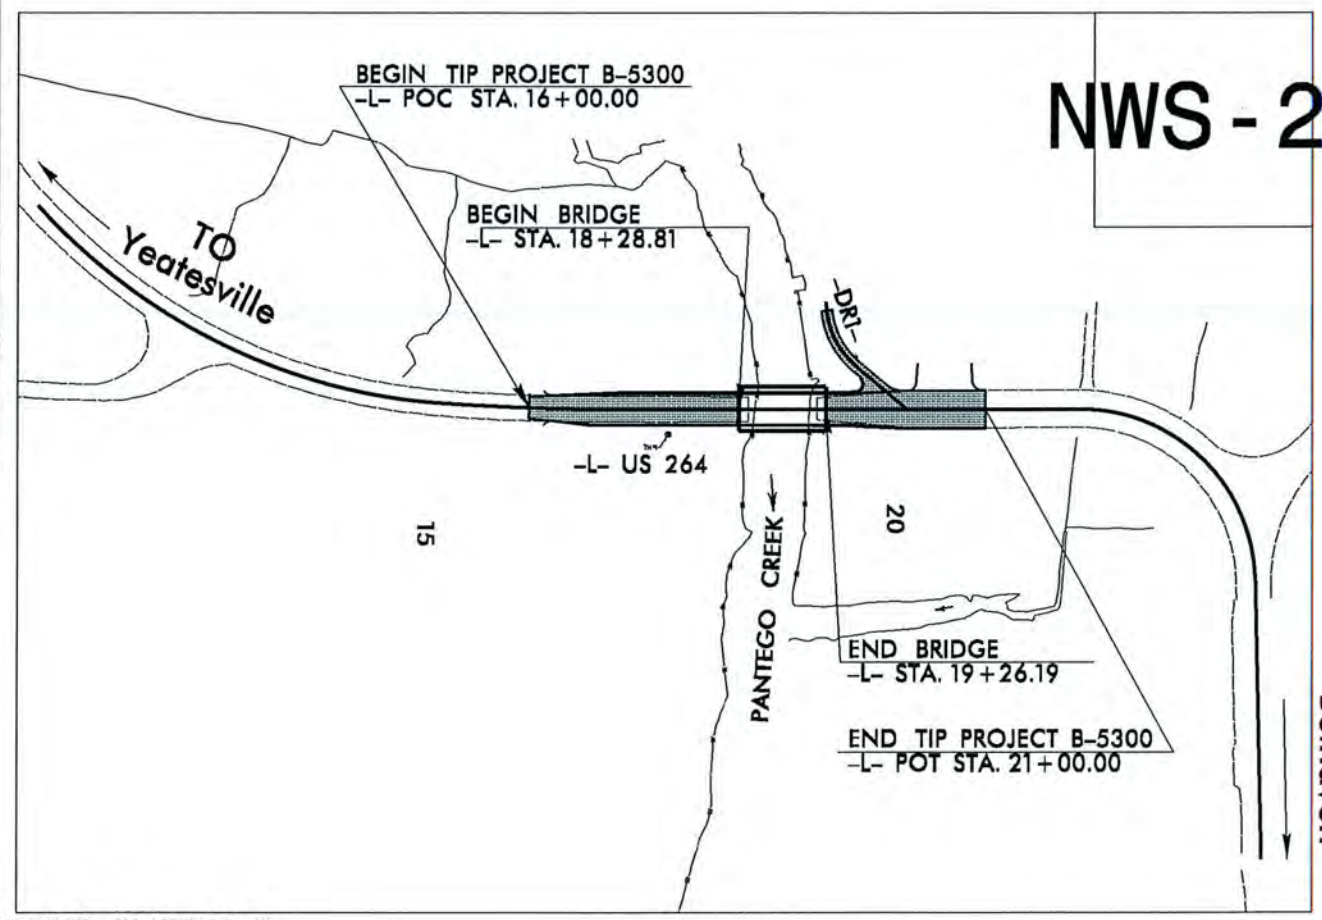 BEGIN TIP PROJECT B-5300
-L- POC STA. 16+00.00
NWS - 2
BEGIN BRIDGE
-L- STA. 18+28.81
TO
Yeatesville
-DR1-
-L- US 264
15
20
PANTEGO CREEK
END BRIDGE
-L- STA. 19+26.19
END TIP PROJECT B-5300
-L- POT STA. 21+00.00